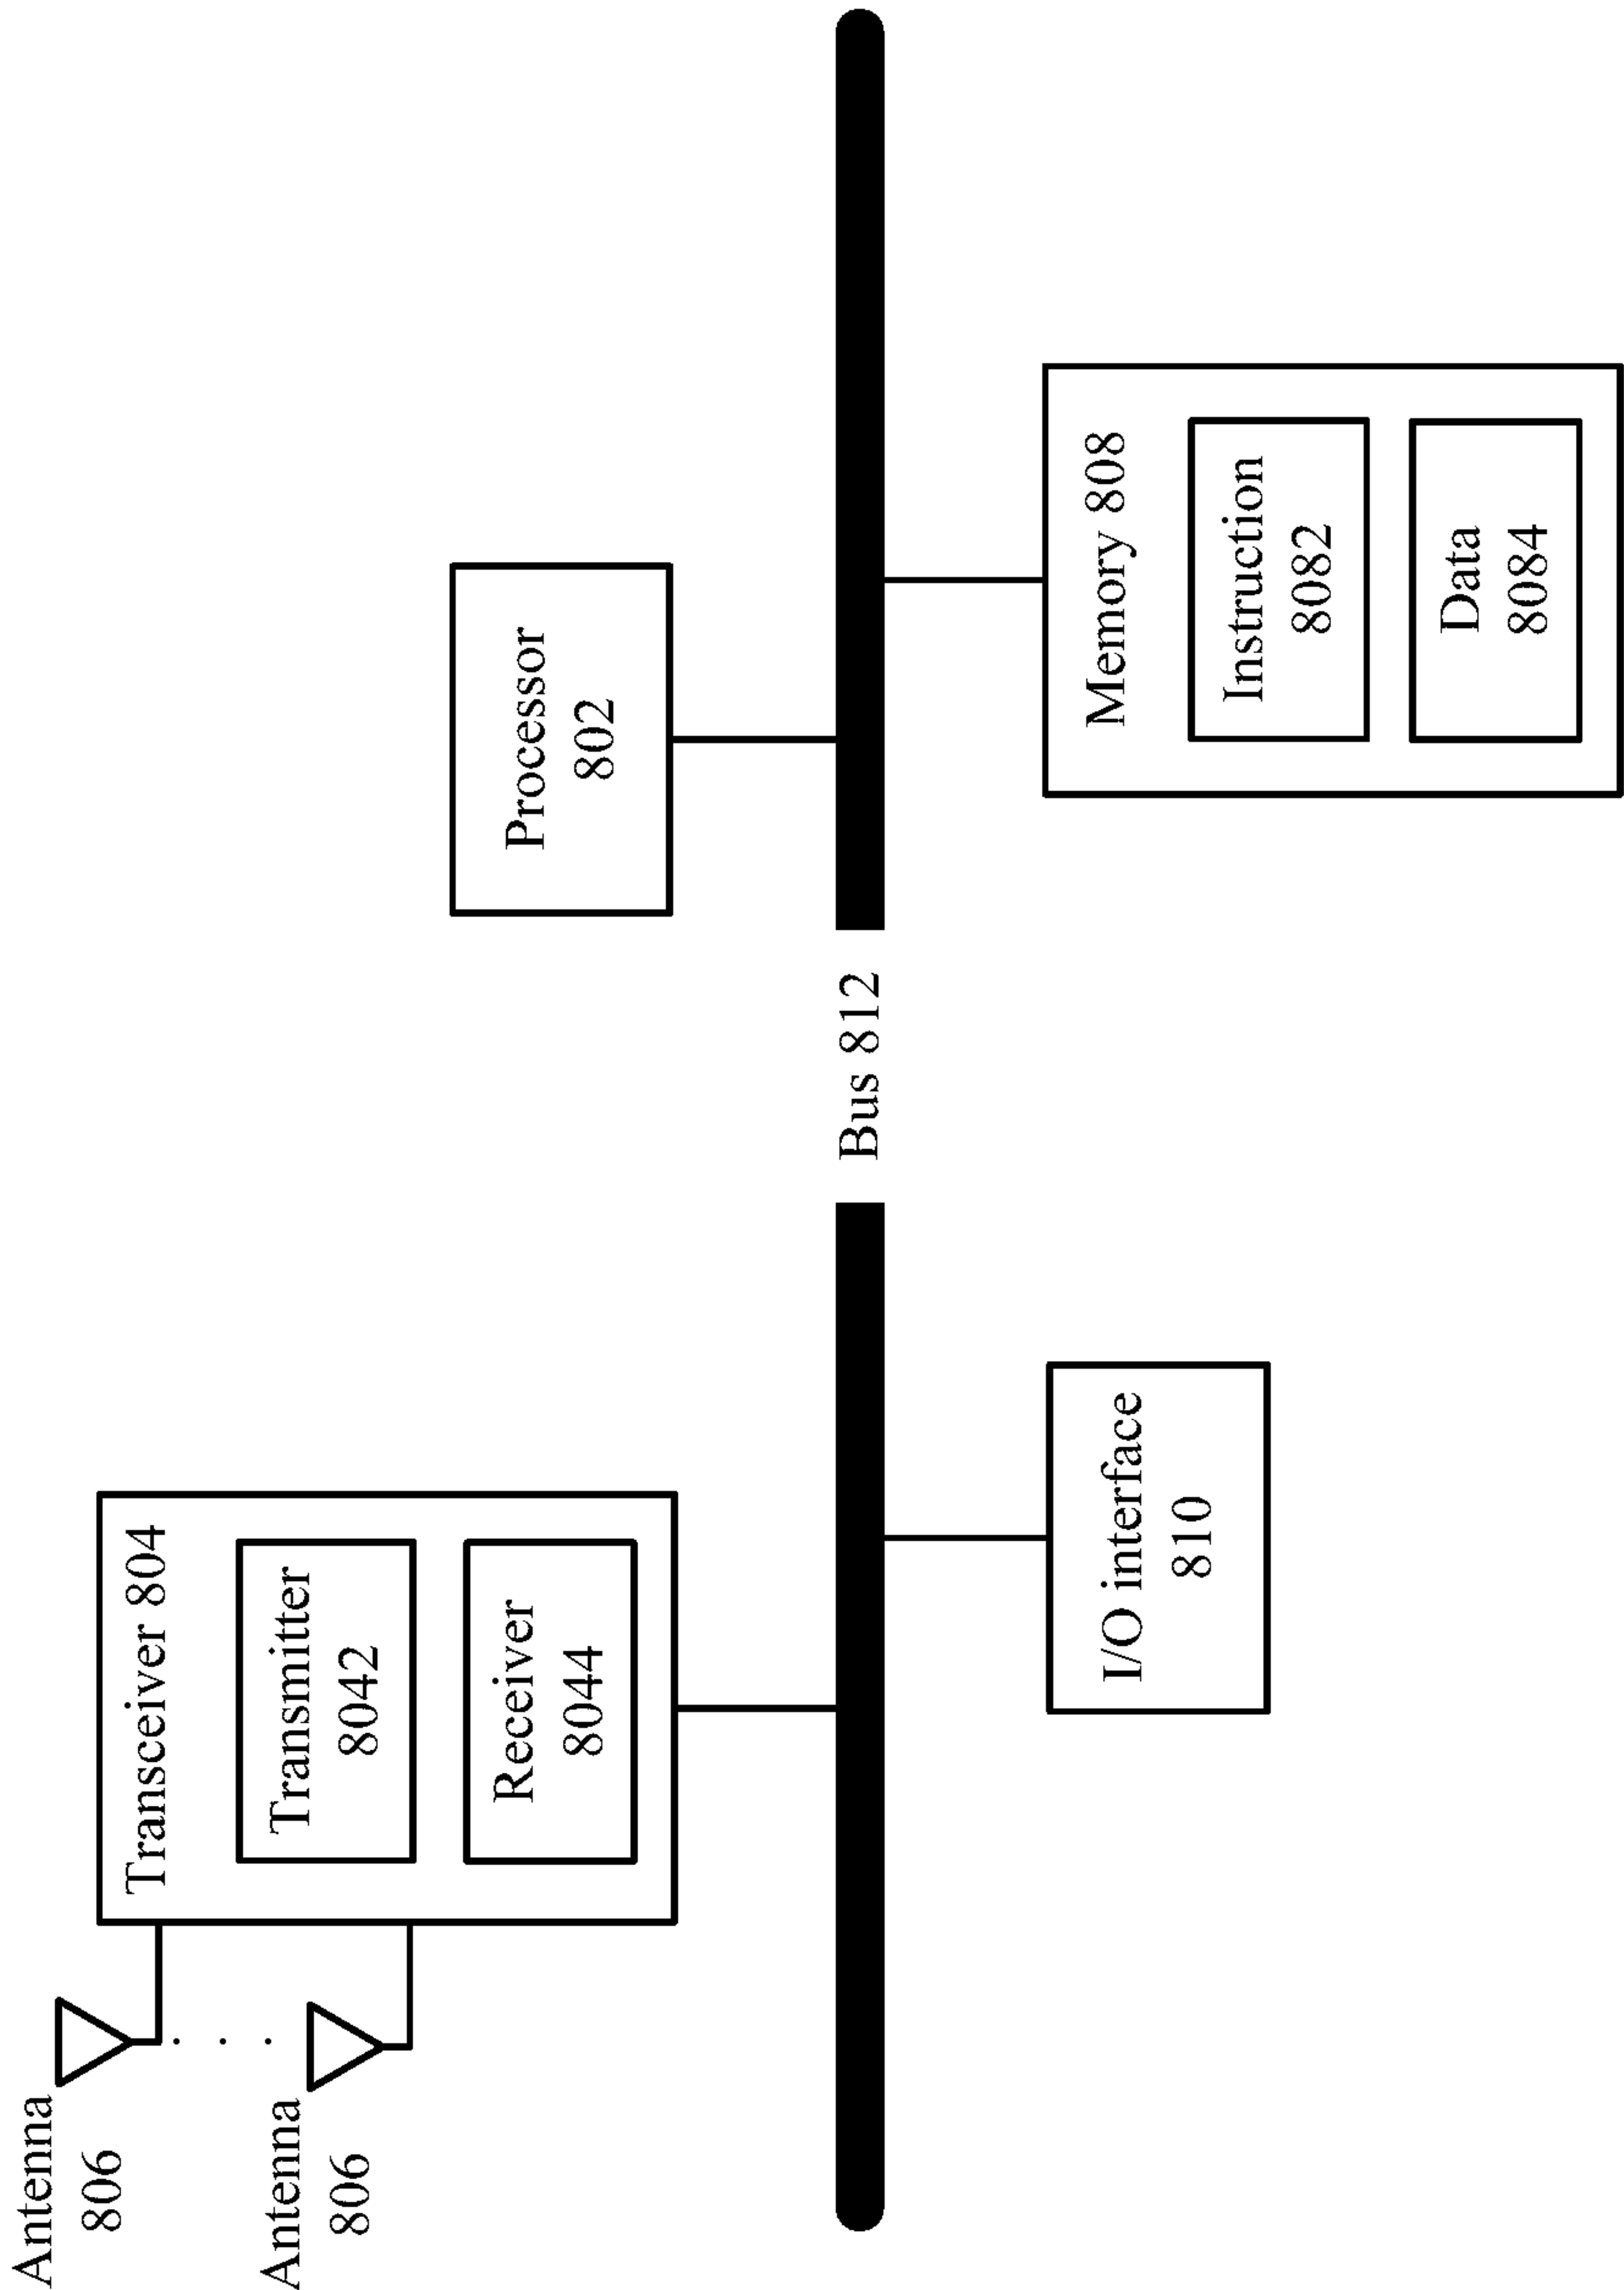 Antenna
806
Antenna
806
Transceiver 804
Transmitter
8042
Receiver
8044
Processor
802
Bus 812
I/O interface
810
Memory 808
Instruction
8082
Data
8084